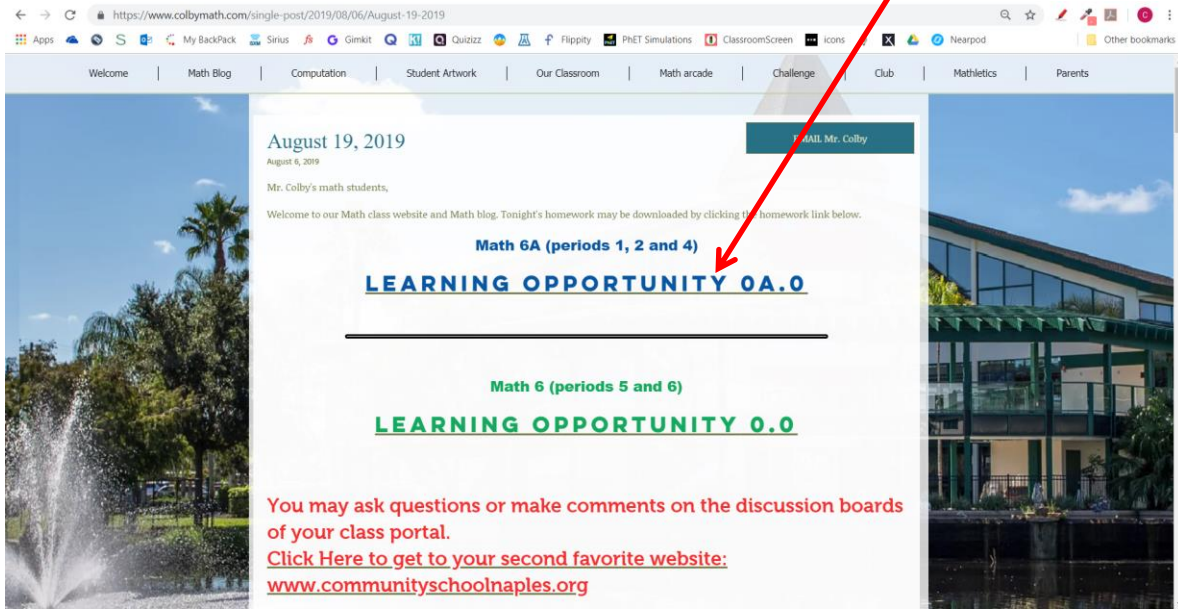 https://www.colbymath.com/single-post/2019/08/06/August-19-2019
Apps S My BackPack Sirius Gimkit Quizizz Flippity PhET Simulations ClassroomScreen icons Nearpod Other bookmarks
Welcome | Math Blog | Computation | Student Artwork | Our Classroom | Math arcade | Challenge | Club | Mathletics | Parents
August 19, 2019
EMAIL Mr. Colby
August 6, 2019
Mr. Colby's math students,
Welcome to our Math class website and Math blog. Tonight's homework may be downloaded by clicking the homework link below.
Math 6A (periods 1, 2 and 4)
LEARNING OPPORTUNITY 0A.0
Math 6 (periods 5 and 6)
LEARNING OPPORTUNITY 0.0
You may ask questions or make comments on the discussion boards
of your class portal.
Click Here to get to your second favorite website:
www.communityschoolnaples.org